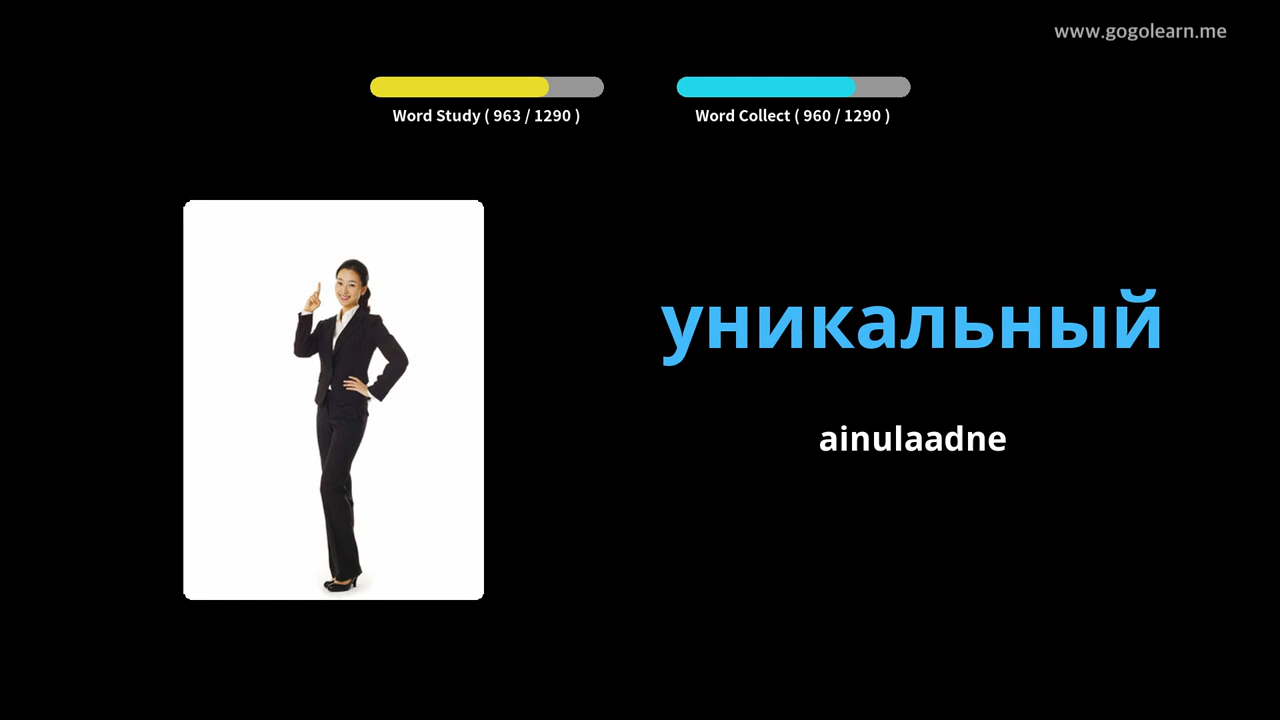 www.gogolearn.me
Word Study ( 963 / 1290 )
Word Collect ( 960 / 1290 )
уникальный
ainulaadne